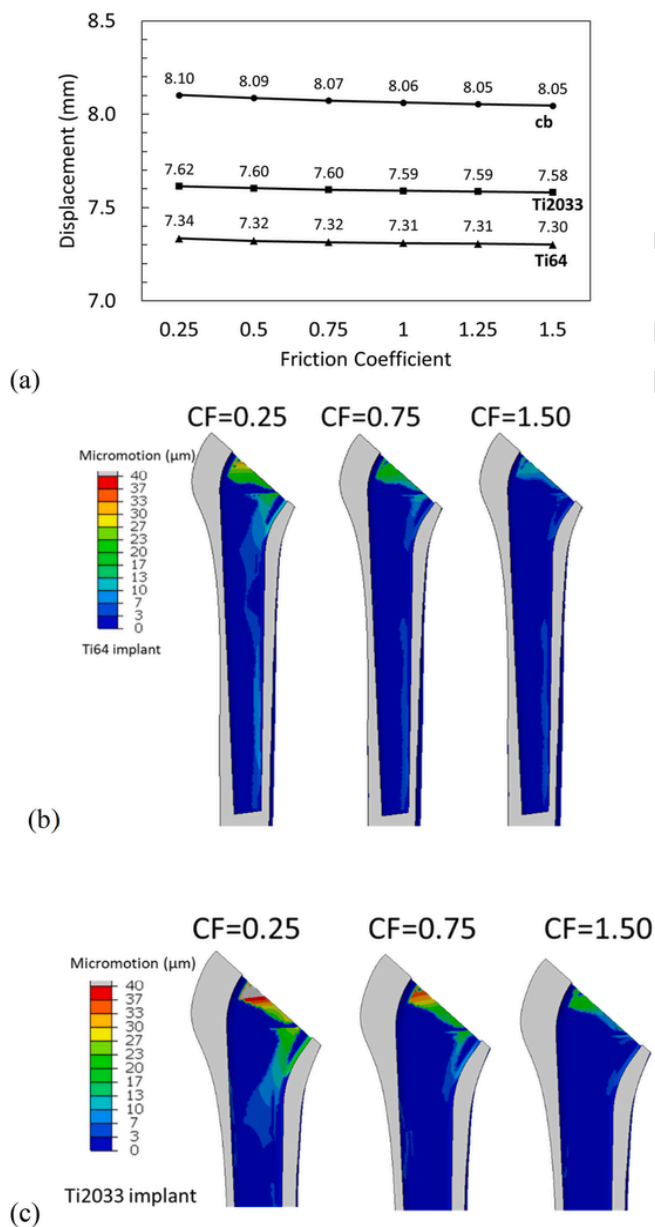 8.5
8.10 8.09 8.07 8.06 8.05 8.05
8.0
cb
Displacement (mm)
7.62 7.60 7.60 7.59 7.59 7.58
7.5
Ti2033
7.34 7.32 7.32 7.31 7.31 7.30
Ti64
7.0
0.25 0.5 0.75 1 1.25 1.5
Friction Coefficient
(a)
CF=0.25 CF=0.75 CF=1.50
Micromotion (µm)
40
37
33
30
27
23
20
17
13
10
7
3
0
Ti64 implant
(b)
CF=0.25 CF=0.75 CF=1.50
Micromotion (µm)
40
37
33
30
27
23
20
17
13
10
7
3
0
Ti2033 implant
(c)